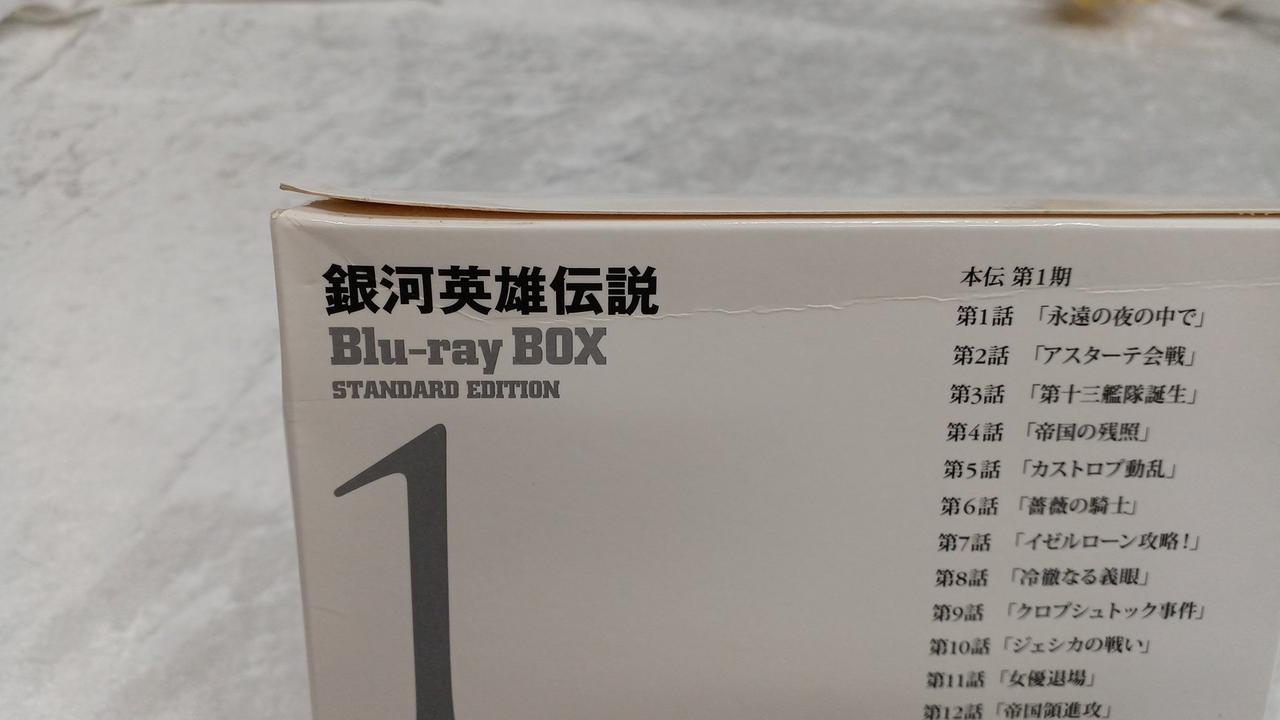 銀河英雄伝説
Blu-ray BOX
STANDARD EDITION
1
本伝 第1期
第1話 「永遠の夜の中で」
第2話 「アスターテ会戦」
第3話 「第十三艦隊誕生」
第4話 「帝国の残照」
第5話 「カストロプ動乱」
第6話 「薔薇の騎士」
第7話 「イゼルローン攻略!」
第8話 「冷徹なる義眼」
第9話 「クロプシュトック事件」
第10話 「ジェシカの戦い」
第11話 「女優退場」
第12話 「帝国領進攻」